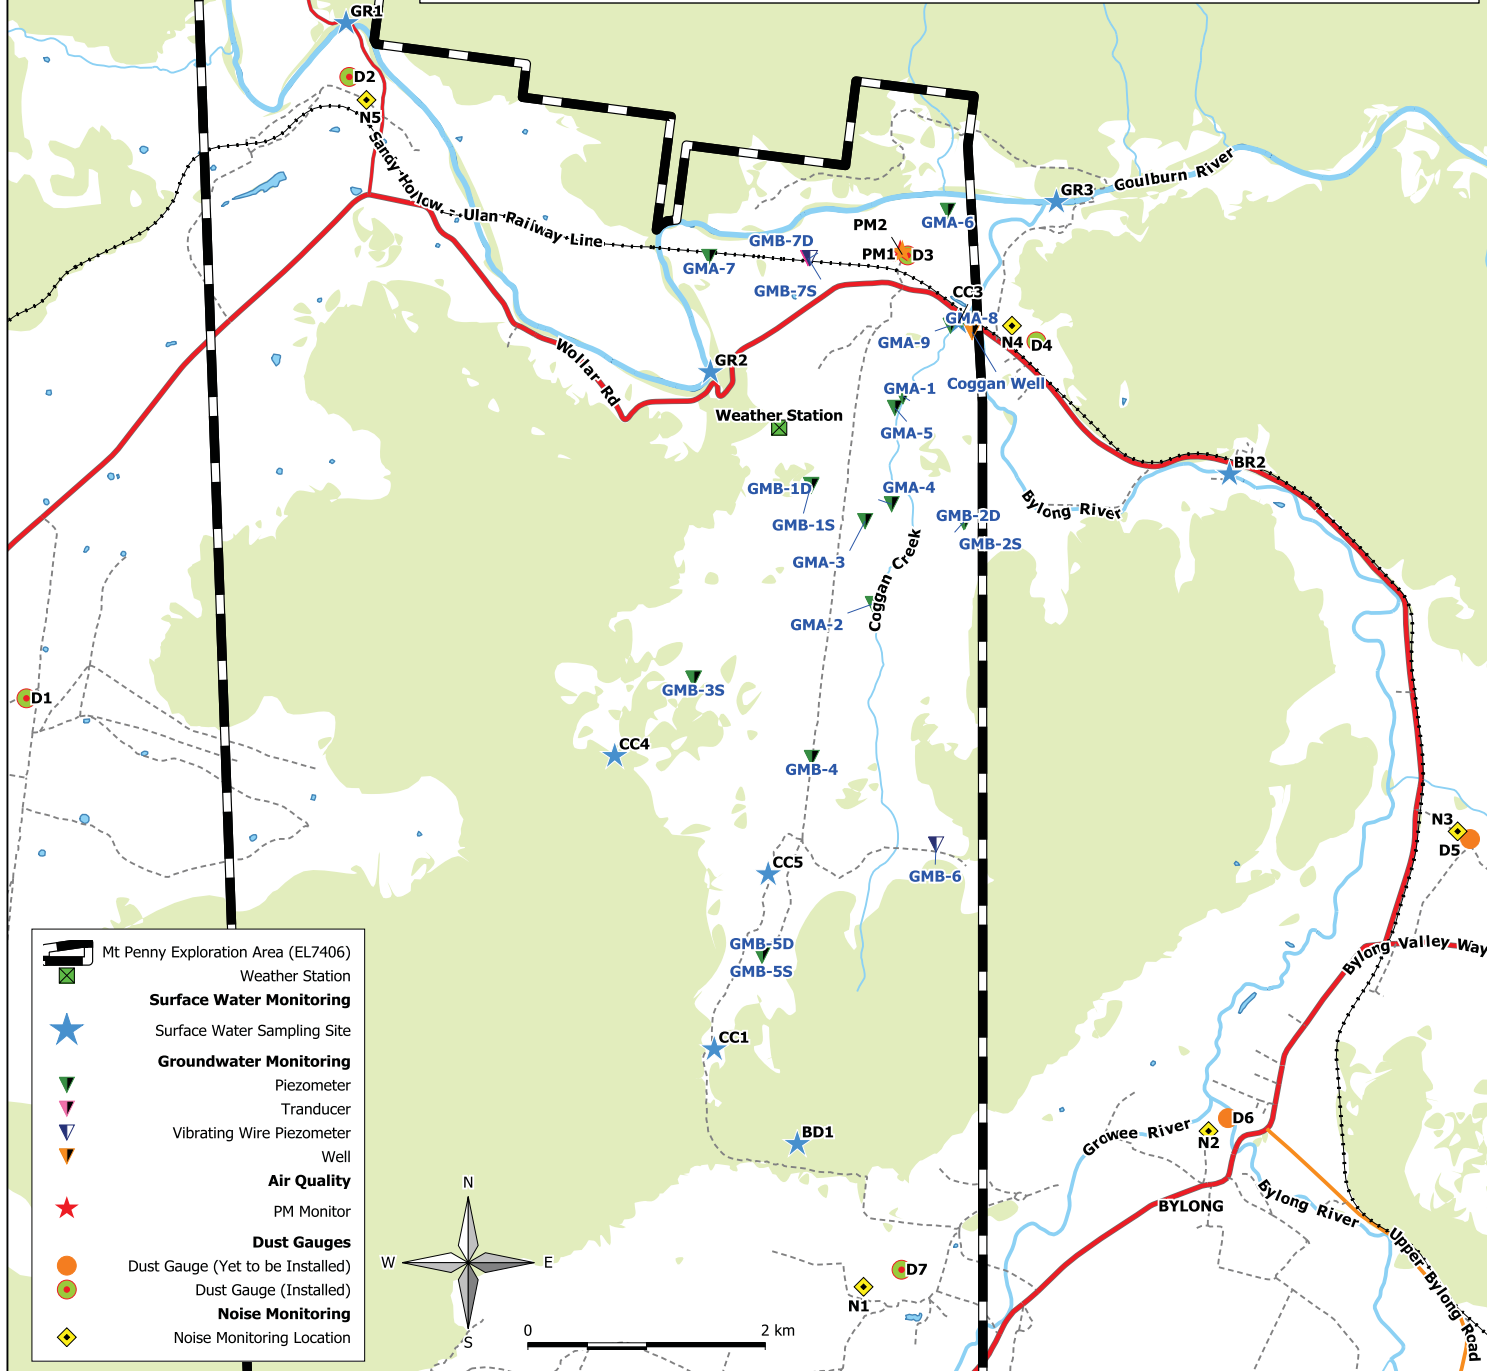 GR1
D2
N5
Sandy Hollow - Ulan Railway Line
GR3
Goulburn River
GMA-6
PM2
GMB-7D
PM1
D3
GMA-7
GMB-7S
CC3
GMA-8
GMA-9
N4
D4
Wollar Rd
GR2
Coggan Well
GMA-1
Weather Station
GMA-5
BR2
GMB-1D
GMA-4
Bylong River
GMB-1S
GMB-2D
GMB-2S
GMA-3
Coggan Creek
GMA-2
D1
GMB-3S
CC4
GMB-4
N3
D5
CC5
GMB-6
GMB-5D
GMB-5S
Bylong Valley Way
CC1
D6
N2
Growee River
BD1
BYLONG
Bylong River
Upper Bylong Road
D7
N1
Mt Penny Exploration Area (EL7406)
Weather Station
Surface Water Monitoring
Surface Water Sampling Site
Groundwater Monitoring
Piezometer
Tranducer
Vibrating Wire Piezometer
Well
Air Quality
PM Monitor
Dust Gauges
Dust Gauge (Yet to be Installed)
Dust Gauge (Installed)
Noise Monitoring
Noise Monitoring Location
N
W
E
S
0
2 km